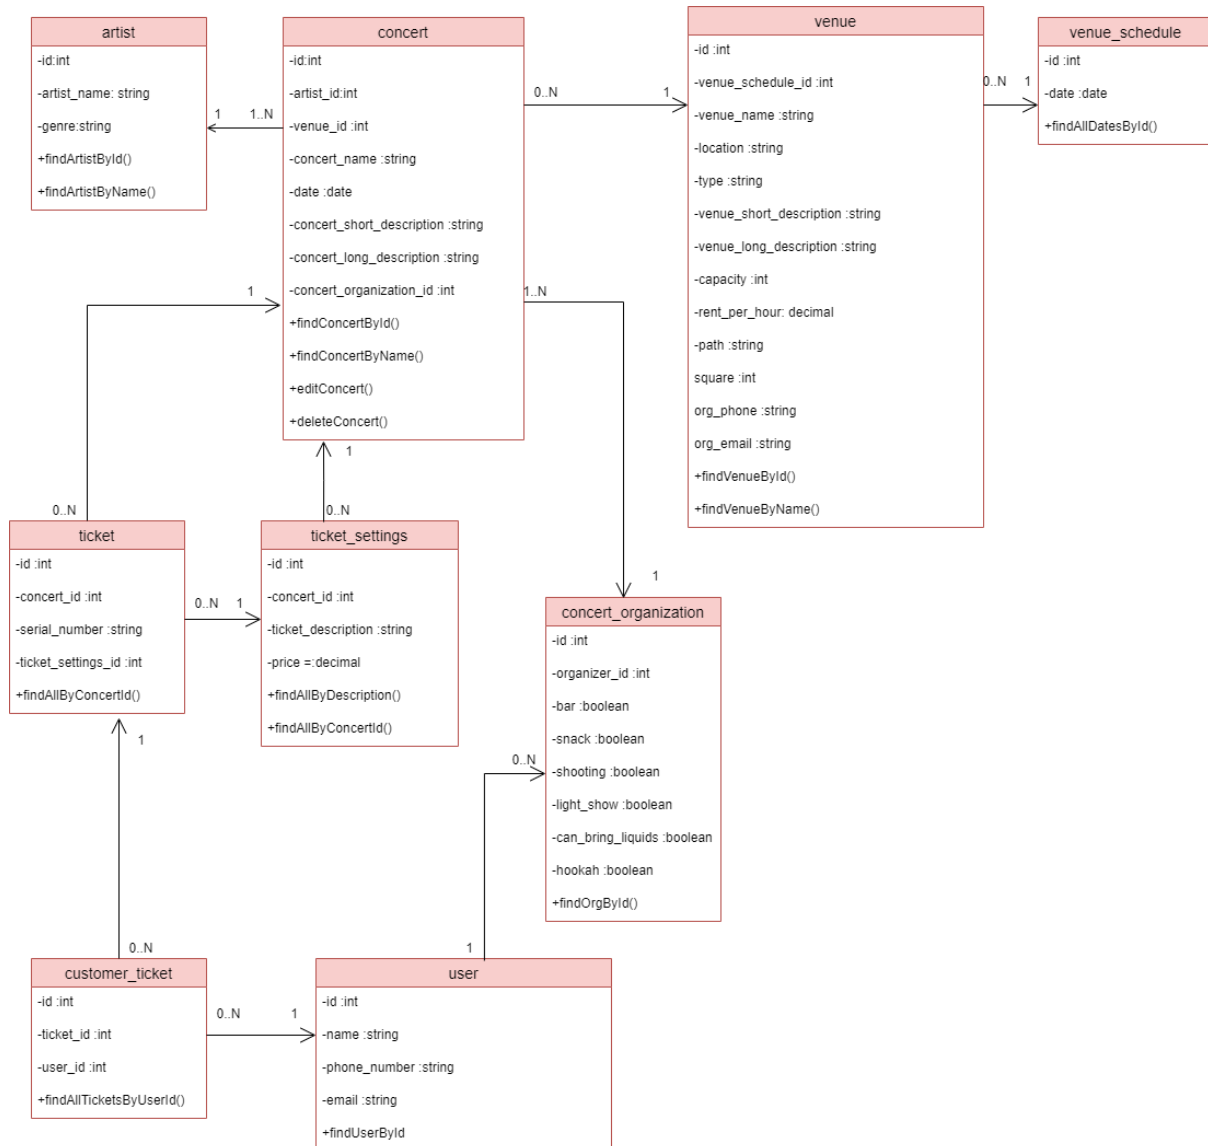 artist
-id:int
-artist_name: string
-genre:string
+findArtistById()
+findArtistByName()
1
1..N
concert
-id:int
-artist_id:int
-venue_id :int
-concert_name :string
-date :date
-concert_short_description :string
-concert_long_description :string
-concert_organization_id :int
+findConcertById()
+findConcertByName()
+editConcert()
+deleteConcert()
0..N
1
venue
-id :int
-venue_schedule_id :int
-venue_name :string
-location :string
-type :string
-venue_short_description :string
-venue_long_description :string
-capacity :int
-rent_per_hour: decimal
-path :string
square :int
org_phone :string
org_email :string
+findVenueById()
+findVenueByName()
0..N
1
venue_schedule
-id :int
-date :date
+findAllDatesById()
1
1..N
1
0..N
0..N
ticket
-id :int
-concert_id :int
-serial_number :string
-ticket_settings_id :int
+findAllByConcertId()
0..N
1
ticket_settings
-id :int
-concert_id :int
-ticket_description :string
-price =:decimal
+findAllByDescription()
+findAllByConcertId()
1
concert_organization
-id :int
-organizer_id :int
-bar :boolean
-snack :boolean
-shooting :boolean
-light_show :boolean
-can_bring_liquids :boolean
-hookah :boolean
+findOrgById()
1
0..N
0..N
1
customer_ticket
-id :int
-ticket_id :int
-user_id :int
+findAllTicketsByUserId()
0..N
1
user
-id :int
-name :string
-phone_number :string
-email :string
+findUserById